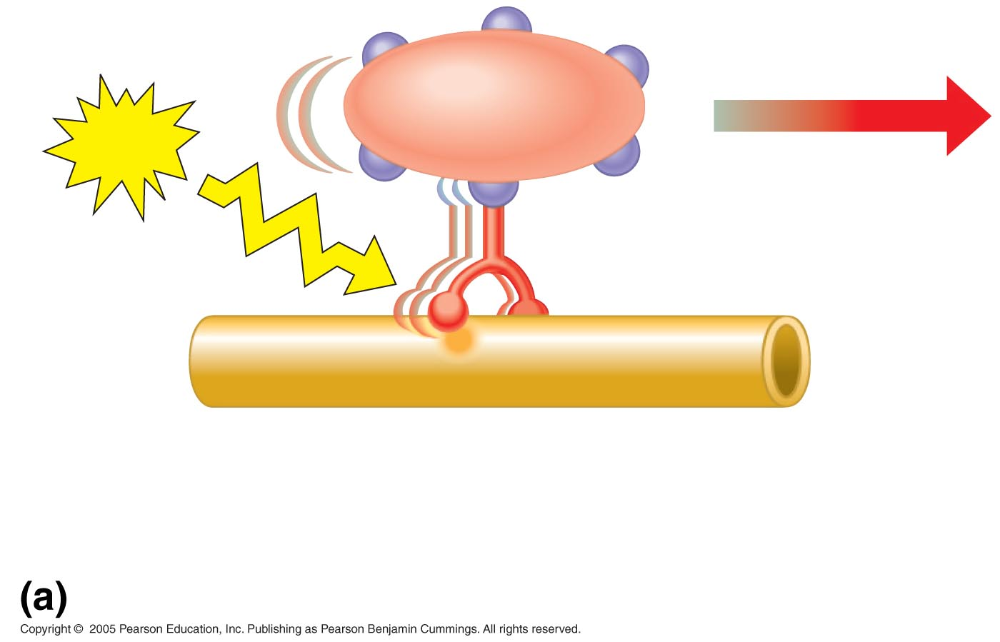 (a)
Copyright © 2005 Pearson Education, Inc. Publishing as Pearson Benjamin Cummings. All rights reserved.